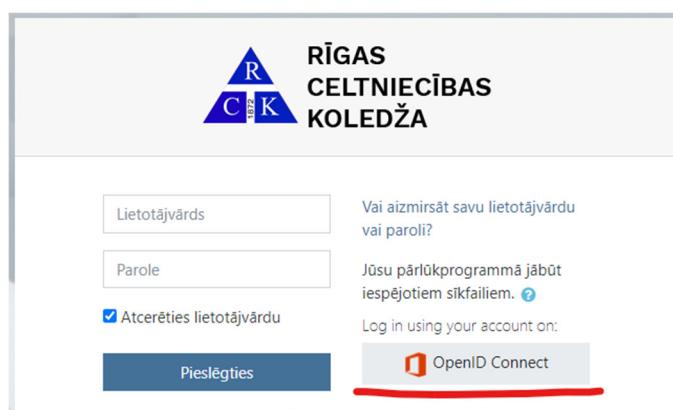 R
C K
1872
RĪGAS
CELTNIECĪBAS
KOLEDŽA
Lietotājvārds
Parole
Atcerēties lietotājvārdu
Pieslēgties
Vai aizmirsāt savu lietotājvārdu
vai paroli?
Jūsu pārlūkprogrammā jābūt
iespējotiem sīkfailiem.
Log in using your account on:
OpenID Connect